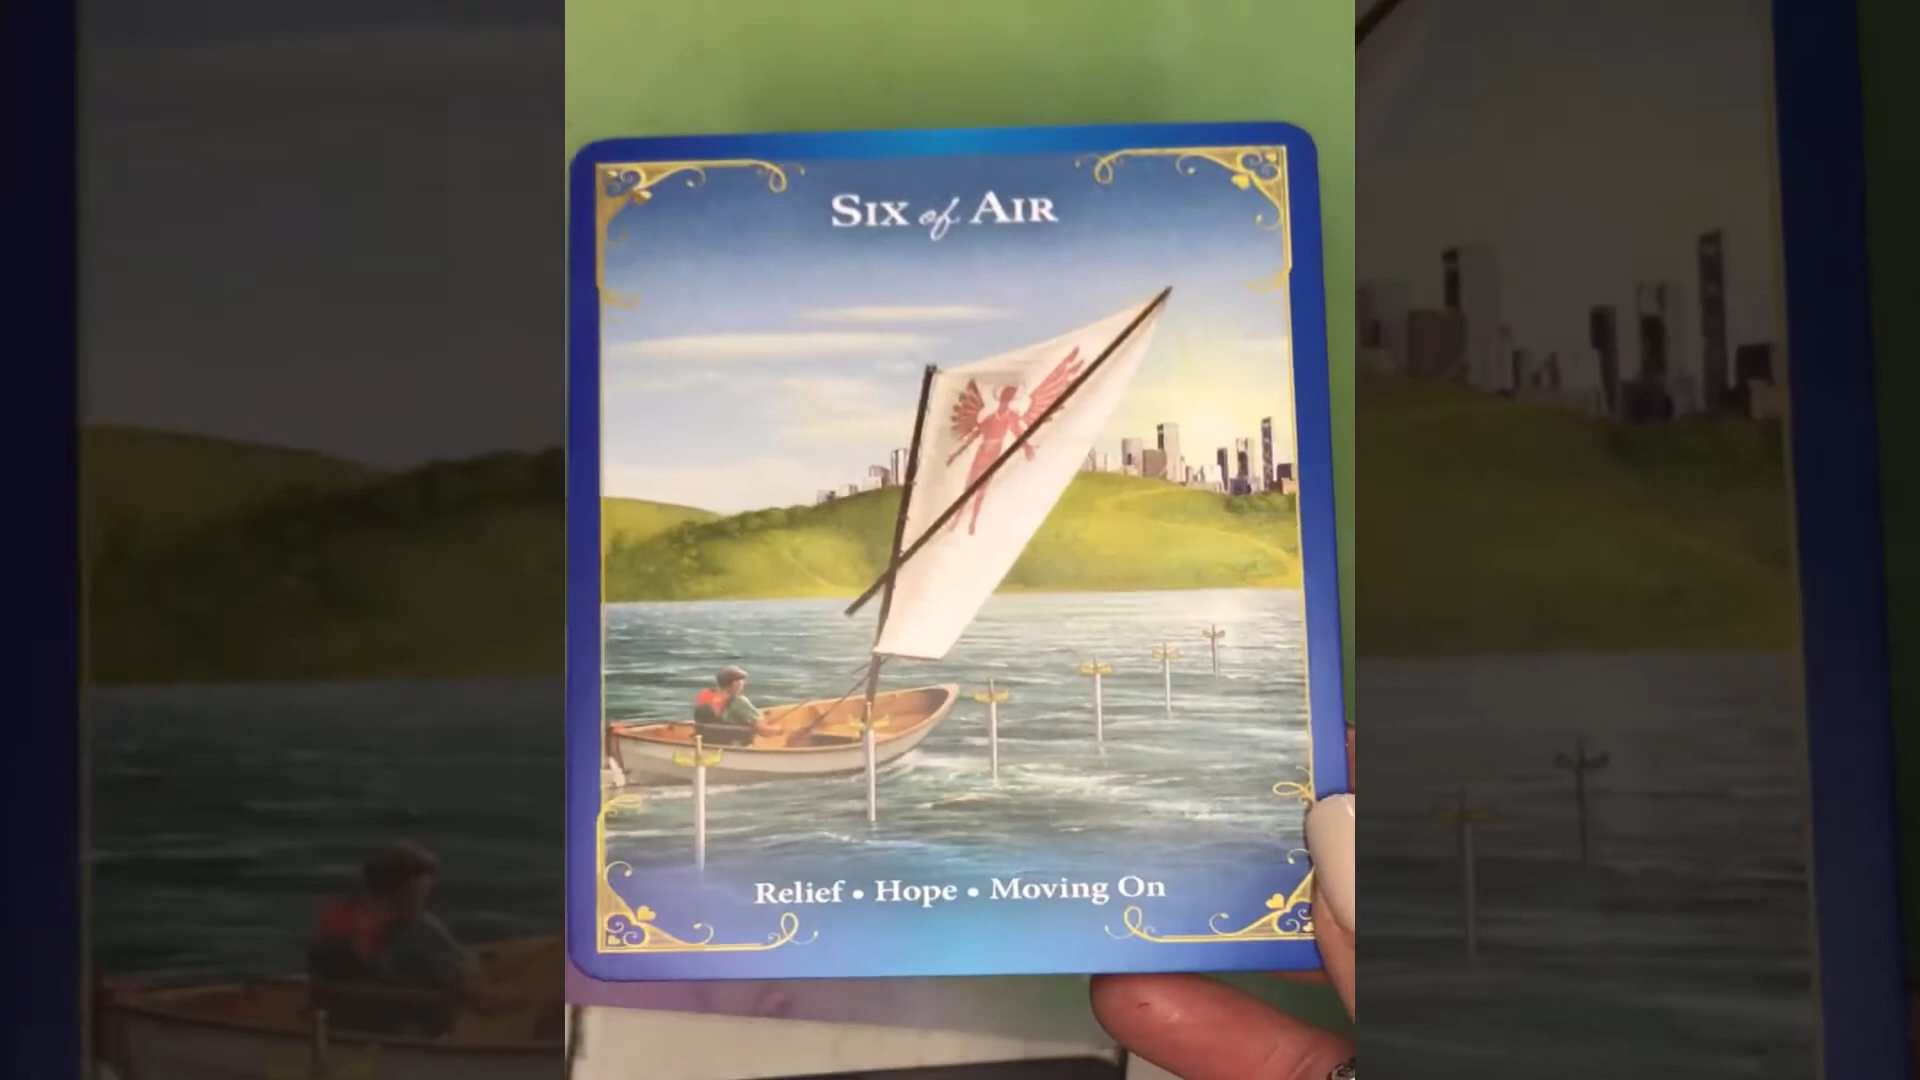 Six of Air
Relief • Hope • Moving On